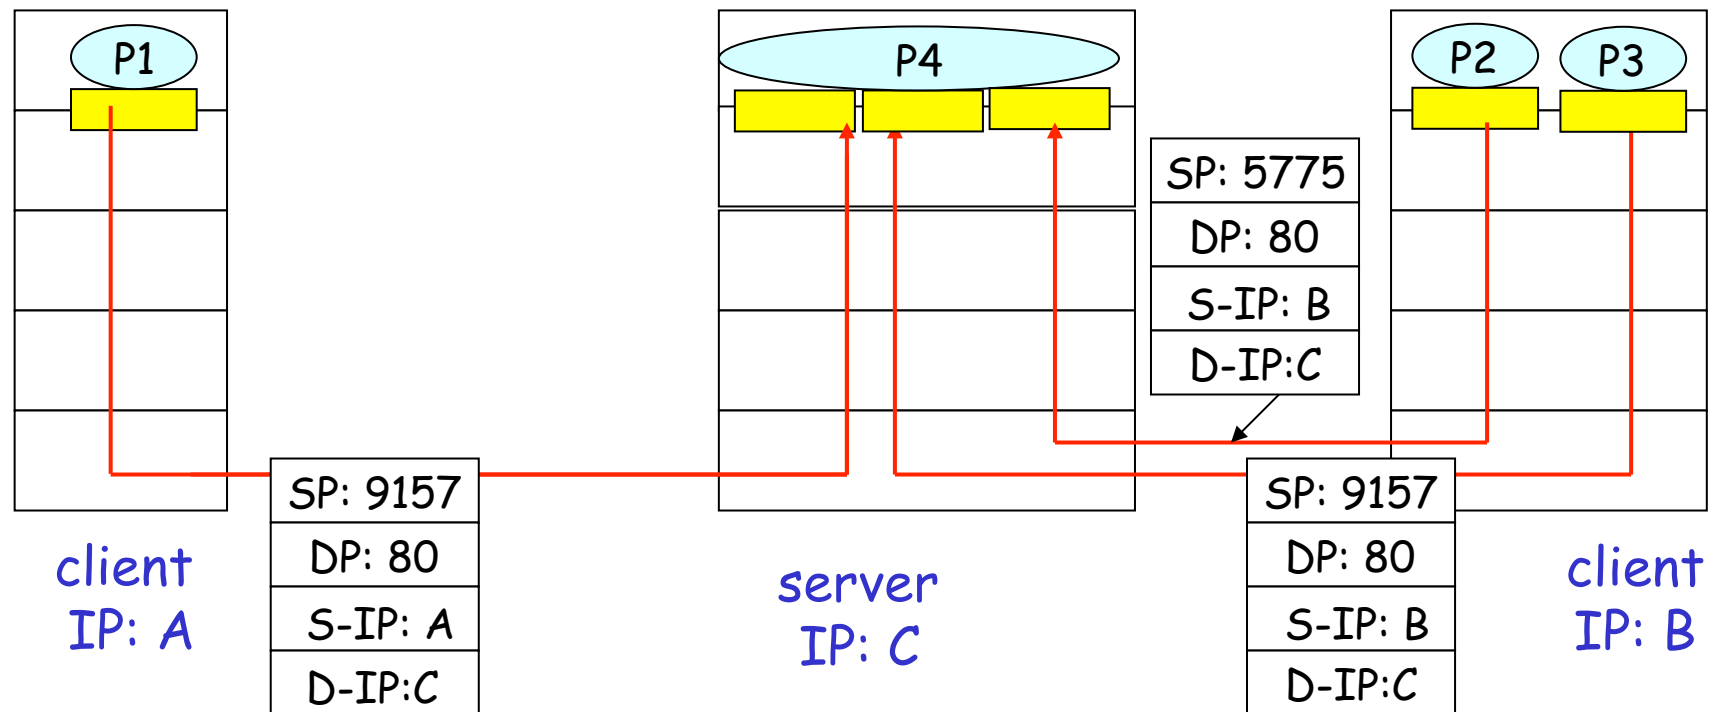 P1
P4
P2
P3
SP: 5775
DP: 80
S-IP: B
D-IP:C
SP: 9157
DP: 80
S-IP: A
D-IP:C
SP: 9157
DP: 80
S-IP: B
D-IP:C
client
IP: A
server
IP: C
client
IP: B